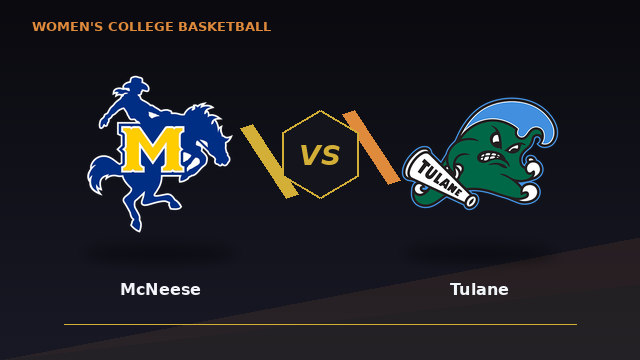 WOMEN'S COLLEGE BASKETBALL
M
VS
TULANE
McNeese
Tulane